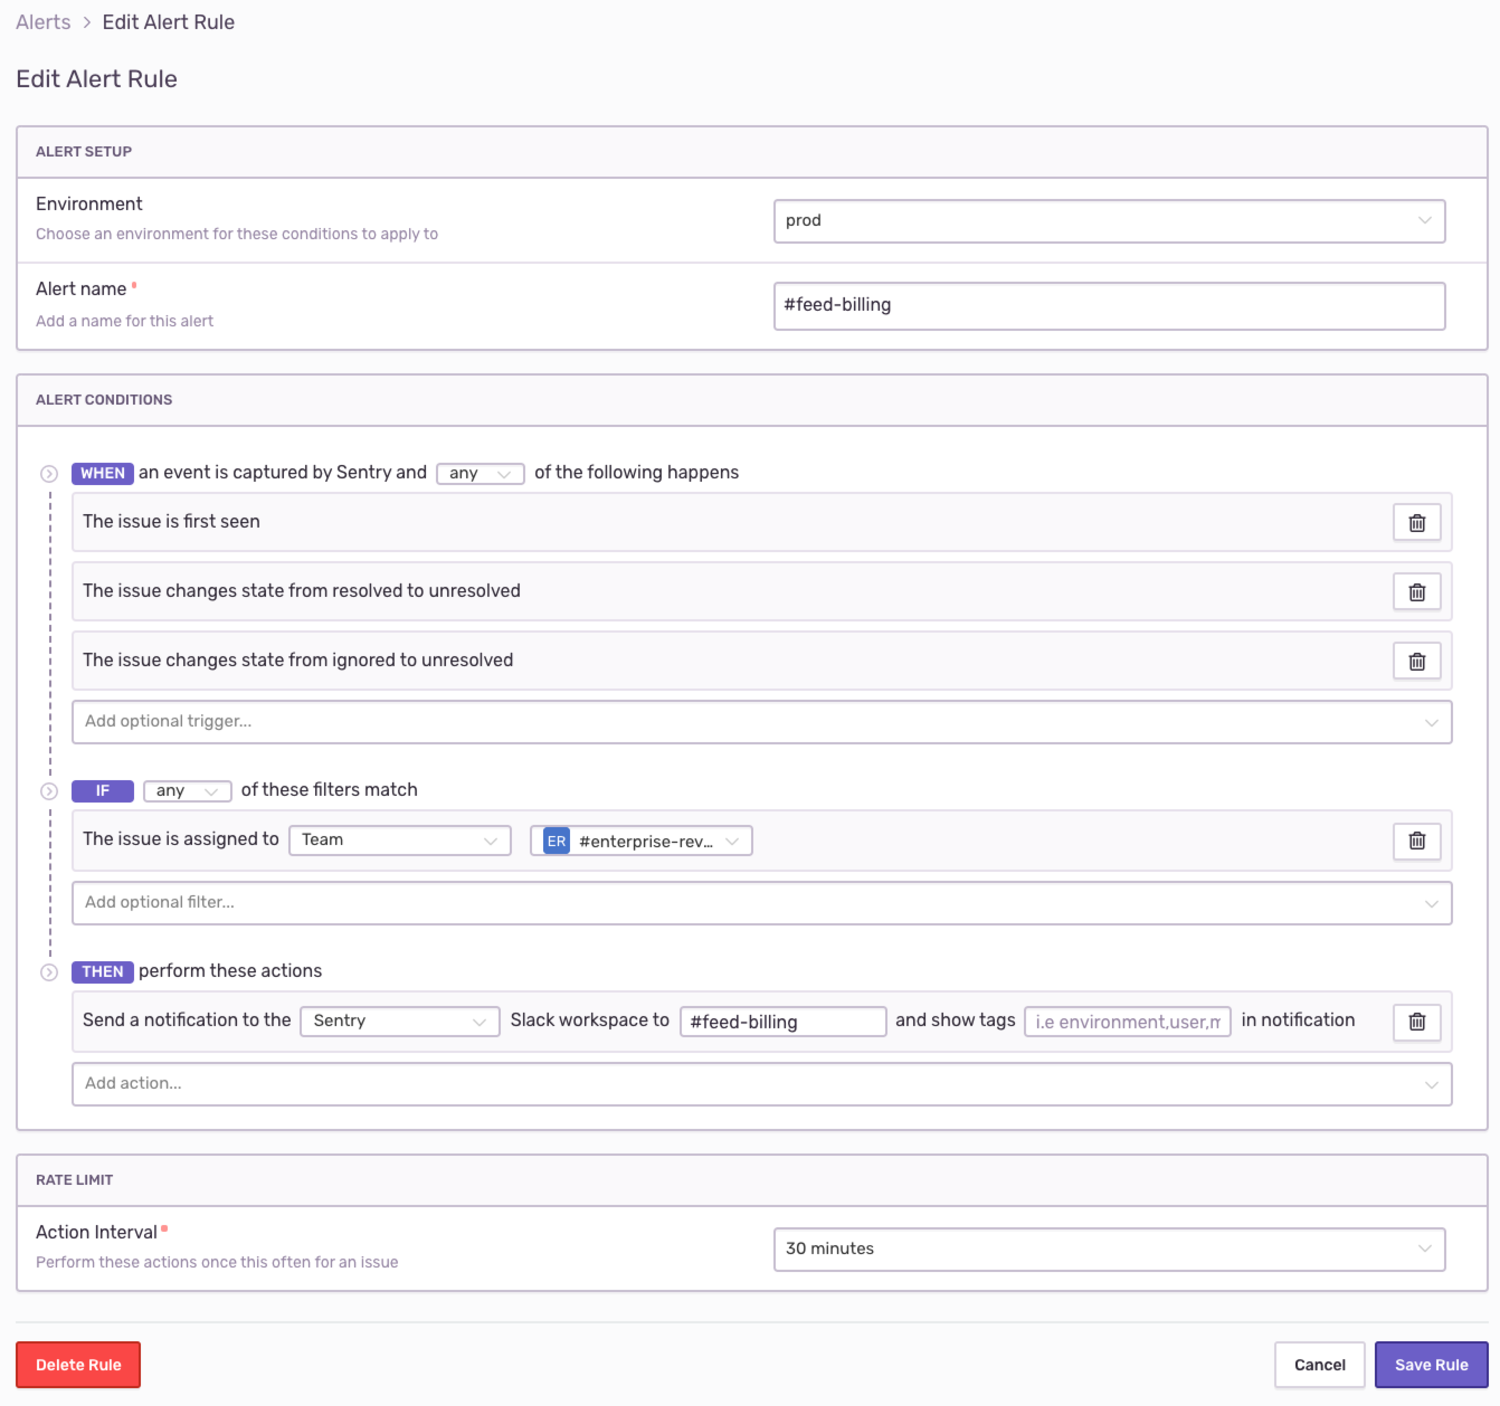 Alerts > Edit Alert Rule
Edit Alert Rule
ALERT SETUP
Environment
Choose an environment for these conditions to apply to
prod
Alert name
Add a name for this alert
#feed-billing
ALERT CONDITIONS
WHEN an event is captured by Sentry and any of the following happens
The issue is first seen
The issue changes state from resolved to unresolved
The issue changes state from ignored to unresolved
Add optional trigger...
IF any of these filters match
The issue is assigned to Team ER #enterprise-rev...
Add optional filter...
THEN perform these actions
Send a notification to the Sentry Slack workspace to #feed-billing and show tags i.e environment,user,m in notification
Add action...
RATE LIMIT
Action Interval
Perform these actions once this often for an issue
30 minutes
Delete Rule
Cancel
Save Rule